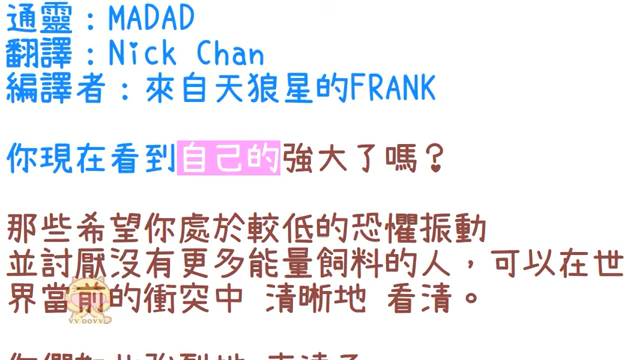 通靈：MADAD
翻譯：Nick Chan
編譯者：來自天狼星的FRANK
你現在看到自己的強大了嗎？
那些希望你處於較低的恐懼振動
並討厭沒有更多能量飼料的人，可以在世
界當前的衝突中 清晰地 看清。